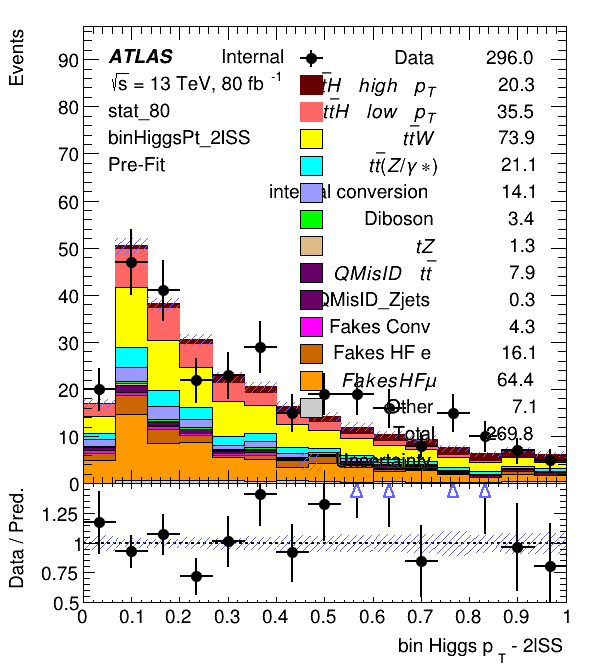 Events
90
80
70
60
50
40
30
20
10
0
ATLAS Internal
√s = 13 TeV, 80 fb⁻¹
stat_80
binHiggsPt_2lSS
Pre-Fit
Data 296.0
tt̄H high p_T 20.3
tt̄H low p_T 35.5
tt̄W 73.9
tt̄(Z/γ*) 21.1
internal conversion 14.1
Diboson 3.4
tZ 1.3
QMisID tt̄ 7.9
QMisID_Zjets 0.3
Fakes Conv 4.3
Fakes HF e 16.1
FakesHFμ 64.4
Other 7.1
Total 269.8
Uncertainty
Data / Pred.
1.25
1
0.75
0.5
0 0.1 0.2 0.3 0.4 0.5 0.6 0.7 0.8 0.9 1
bin Higgs p_T - 2lSS